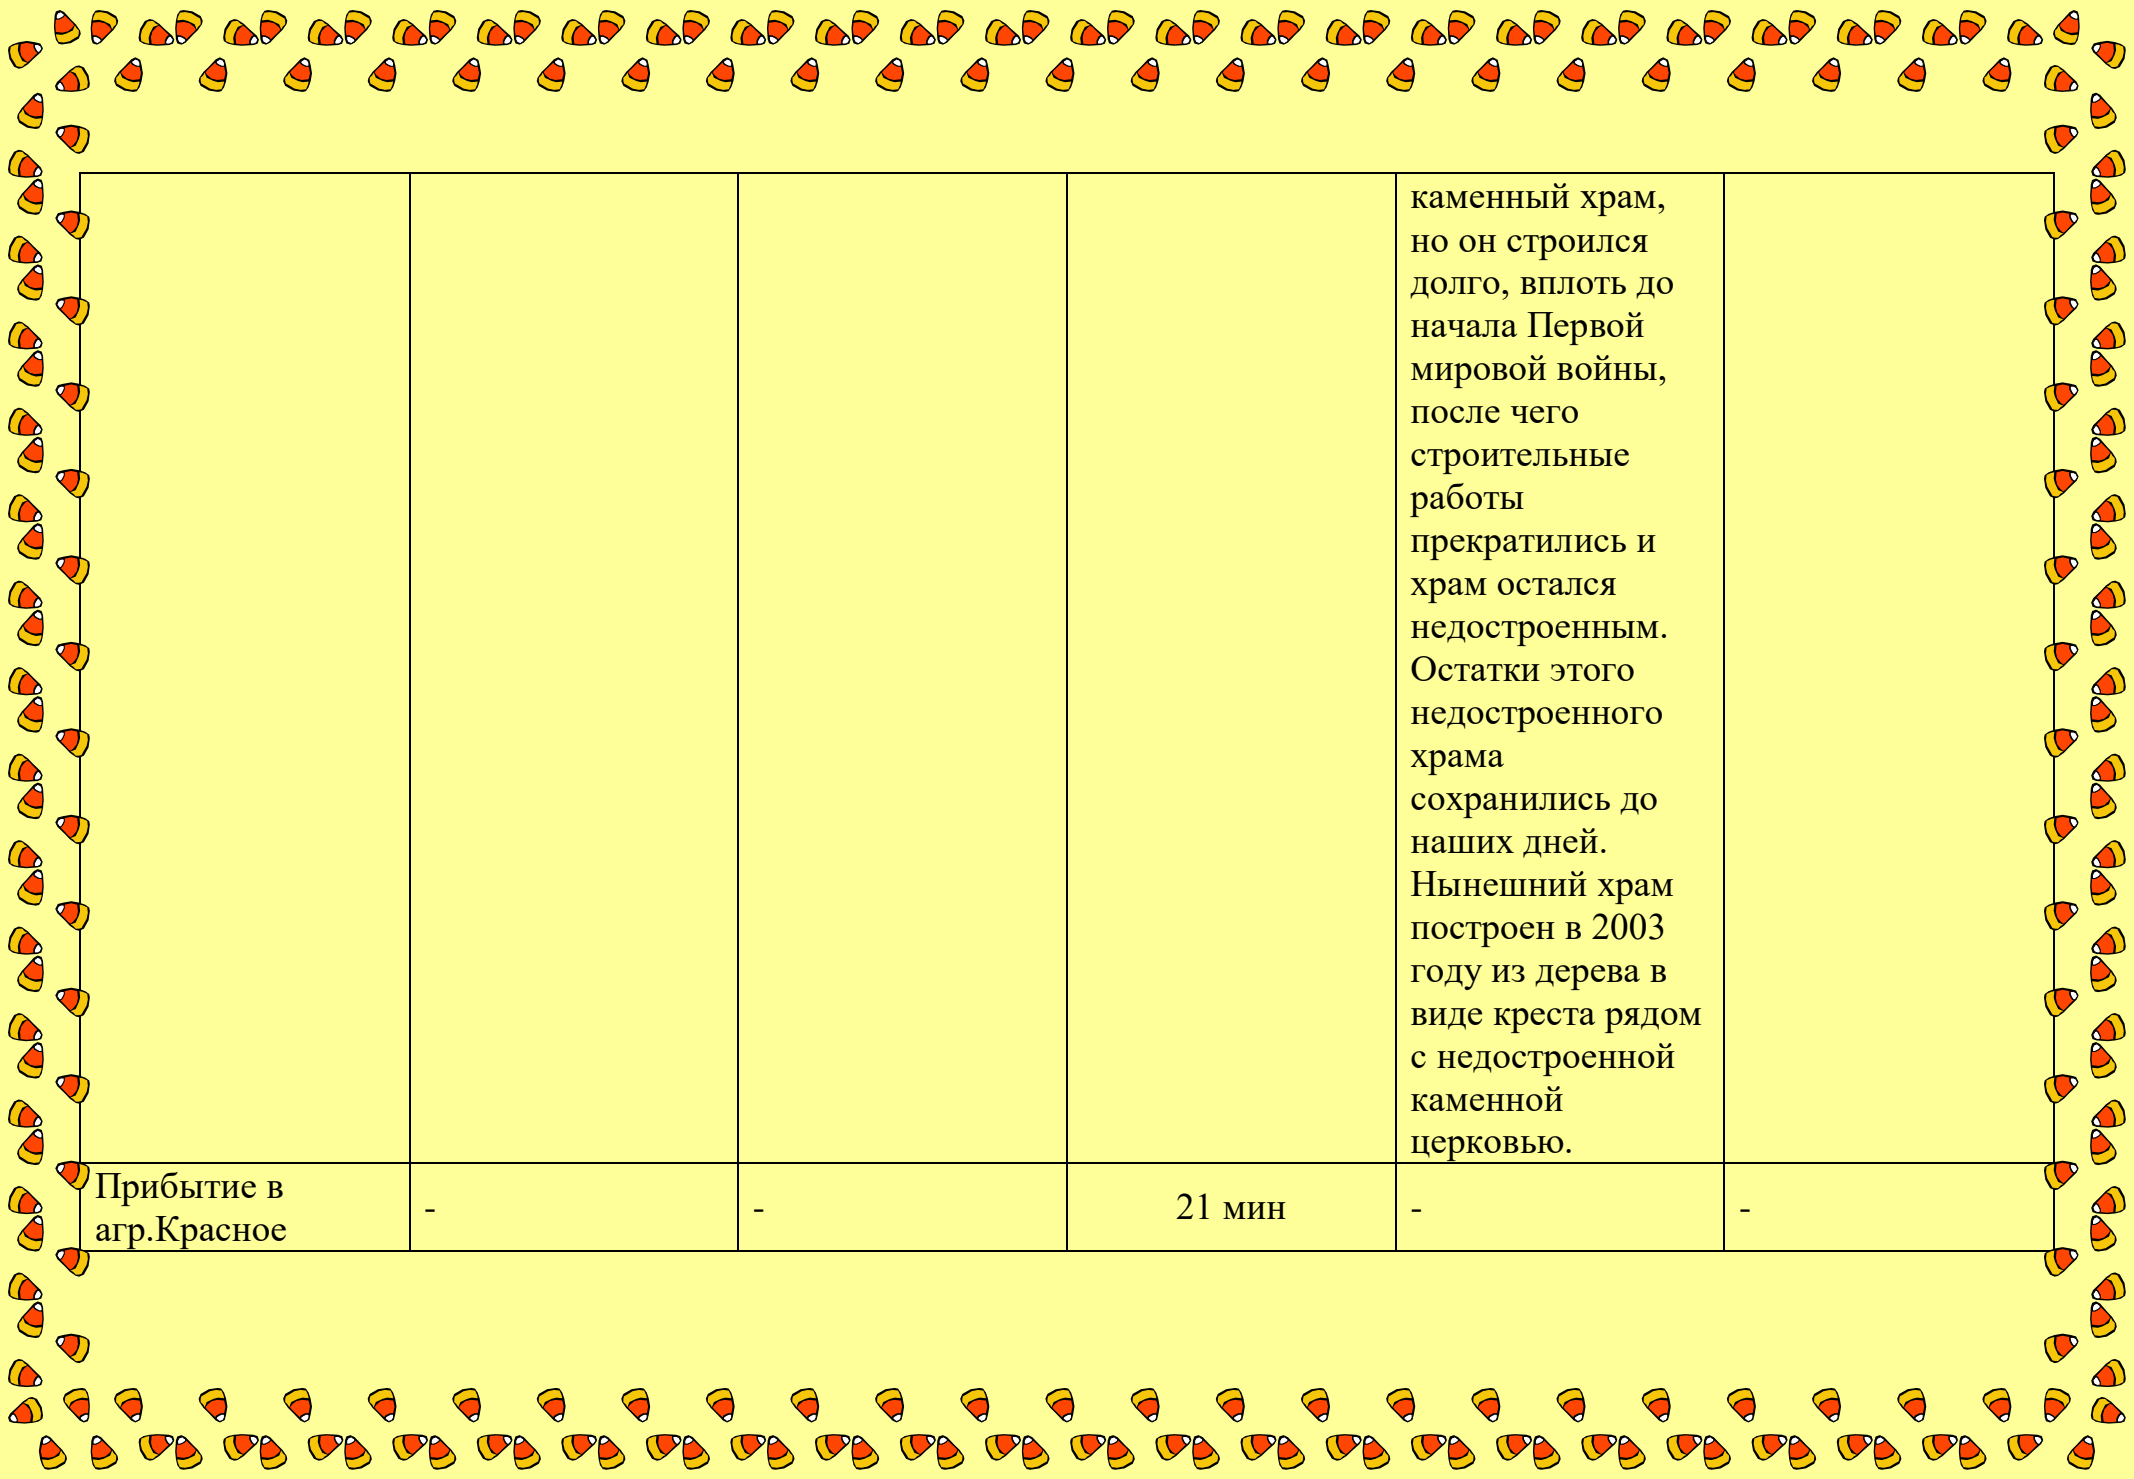 каменный храм,
но он строился
долго, вплоть до
начала Первой
мировой войны,
после чего
строительные
работы
прекратились и
храм остался
недостроенным.
Остатки этого
недостроенного
храма
сохранились до
наших дней.
Нынешний храм
построен в 2003
году из дерева в
виде креста рядом
с недостроенной
каменной
церковью.
Прибытие в
агр.Красное
-
-
21 мин
-
-